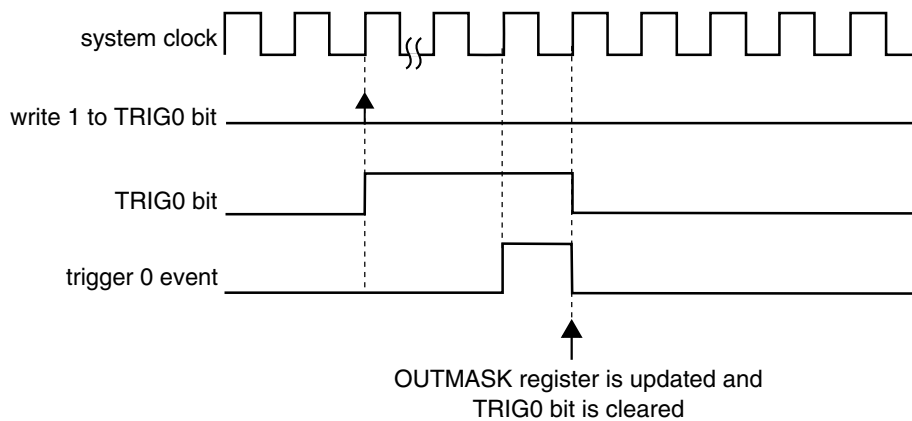 system clock
write 1 to TRIG0 bit
TRIG0 bit
trigger 0 event
OUTMASK register is updated and
TRIG0 bit is cleared